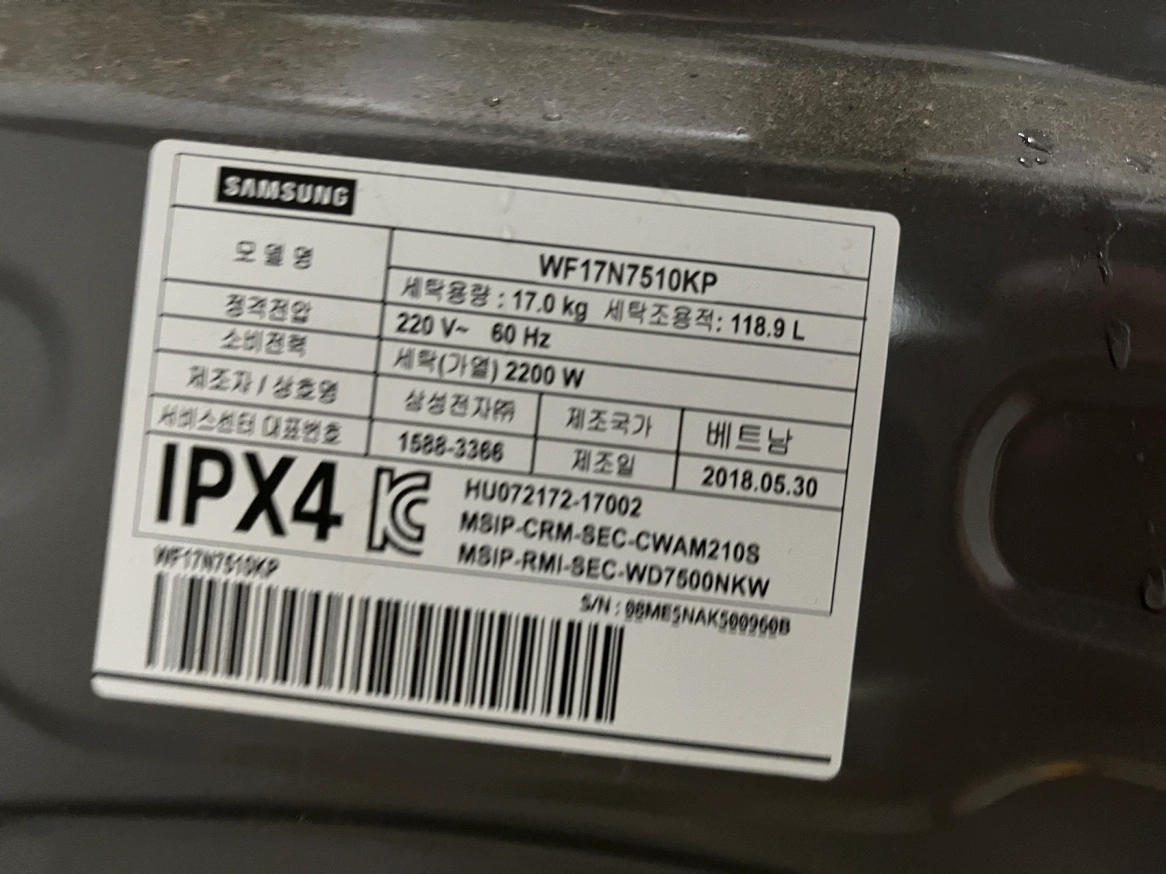 SAMSUNG
모 델 명 WF17N7510KP
세탁용량 : 17.0 kg 세탁조용적: 118.9 L
정격전압 220 V~ 60 Hz
소비전력 세탁(가열) 2200 W
제조자 / 상호명 삼성전자㈜ 제조국가 베트남
서비스센터 대표번호 1588-3366 제조일 2018.05.30
IPX4
HU072172-17002
MSIP-CRM-SEC-CWAM210S
MSIP-RMI-SEC-WD7500NKW
WF17N7510KP
S/N : 08ME5NAK500960B